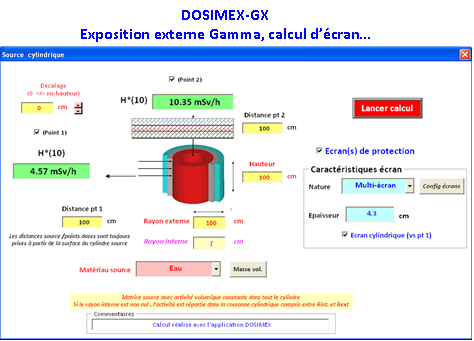 DOSIMEX-GX
Exposition externe Gamma, calcul d'écran...
Source cylindrique
Décalage
(0 <=> mi-hauteur)
0 cm
(Point 2)
H*(10) 10.35 mSv/h
Distance pt 2
100 cm
Lancer calcul
(Point 1)
H*(10)
4.57 mSv/h
Hauteur
100 cm
Ecran(s) de protection
Caractéristiques écran
Nature Multi-écran Config écrans
Epaisseur 4.3 cm
Ecran cylindrique (vs pt 1)
Distance pt 1
100 cm
Rayon externe 100 cm
Les distances source /points doses sont toujours
prises à partir de la surface du cylindre source
Rayon interne 1 cm
Matériau source Eau Masse vol.
Matrice source avec activité volumique constante dans tout le cylindre
Si le rayon interne est non nul , l'activité est répartie dans la couronne cylindrique compris entre Rint. et Rext
Commentaires
Calcul réalisé avec l'application DOSIMEX